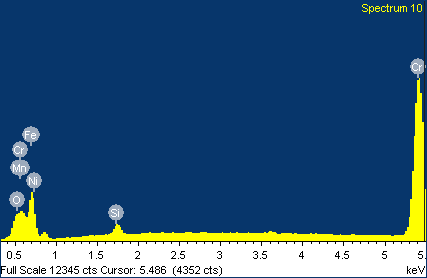 Spectrum 10
Cr
Fe
Cr
Mn
Ni
O
Si
0.5 1 1.5 2 2.5 3 3.5 4 4.5 5 5.
Full Scale 12345 cts Cursor: 5.486 (4352 cts) keV